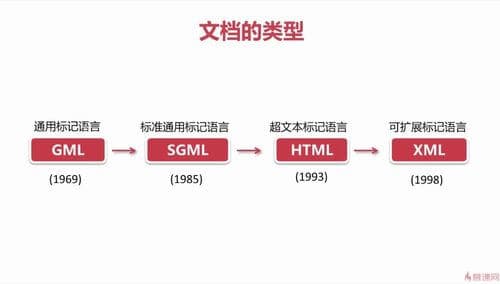 文档的类型
通用标记语言 标准通用标记语言 超文本标记语言 可扩展标记语言
GML SGML HTML XML
(1969) (1985) (1993) (1998)
慕课网